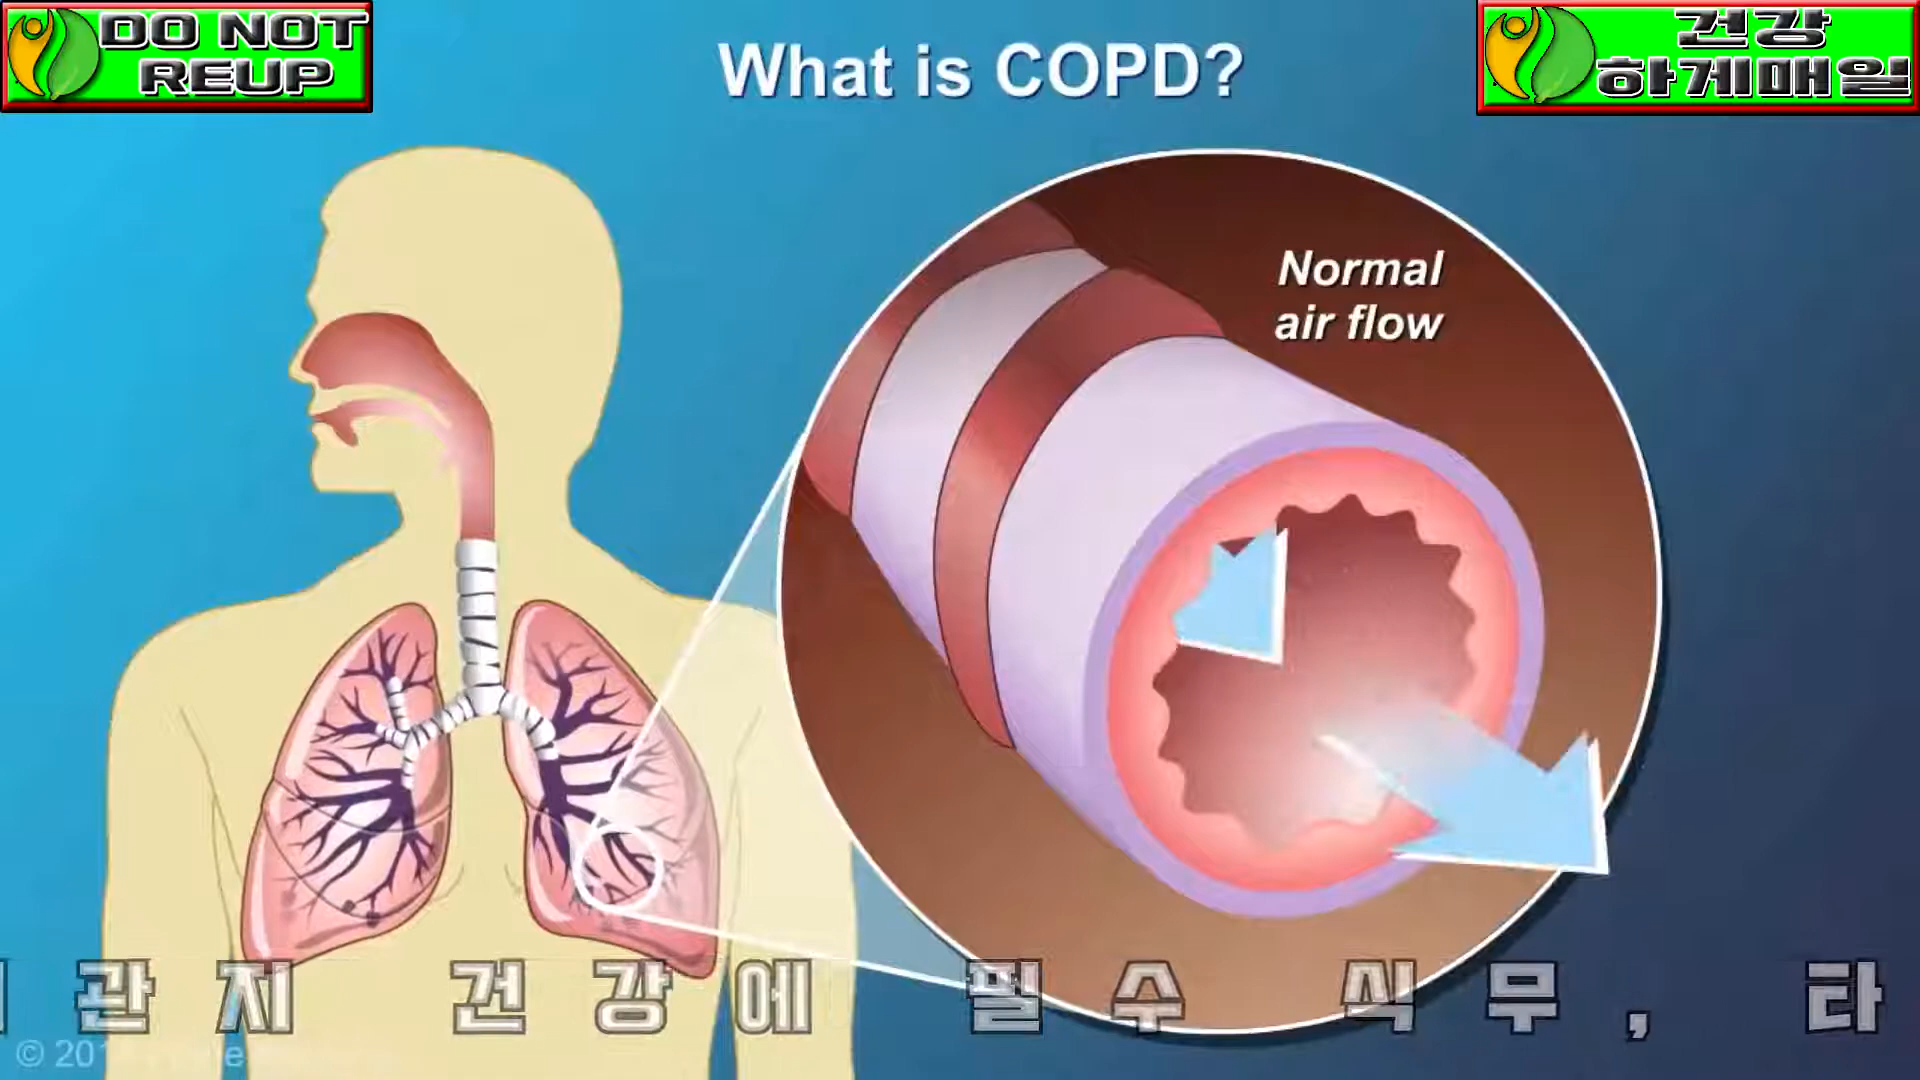 DO NOT
REUP
What is COPD?
건강
하게매일
Normal
air flow
관지 건강에 필수 식무, 타
© 20